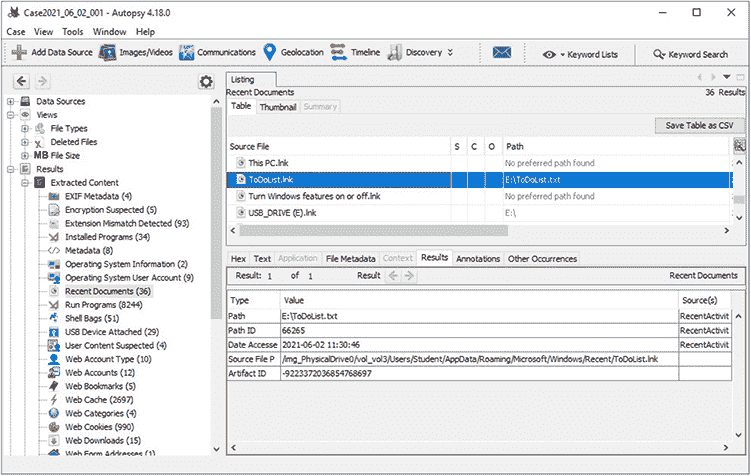 Case2021_06_02_001 - Autopsy 4.18.0
Case View Tools Window Help
Add Data Source Images/Videos Communications Geolocation Timeline Discovery Keyword Lists Keyword Search
Listing
Recent Documents 36 Results
Table Thumbnail Summary
Save Table as CSV
Source File S C O Path
This PC.lnk No preferred path found
ToDoList.lnk E:\ToDoList.txt
Turn Windows features on or off.lnk No preferred path found
USB_DRIVE (E).lnk E:\
Data Sources
Views
File Types
Deleted Files
MB File Size
Results
Extracted Content
EXIF Metadata (4)
Encryption Suspected (5)
Extension Mismatch Detected (93)
Installed Programs (34)
Metadata (8)
Operating System Information (2)
Operating System User Account (9)
Recent Documents (36)
Run Programs (8244)
Shell Bags (51)
USB Device Attached (29)
User Content Suspected (4)
Web Account Type (10)
Web Accounts (12)
Web Bookmarks (5)
Web Cache (2697)
Web Categories (4)
Web Cookies (990)
Web Downloads (15)
Web Form Addresses (1)
Hex Text Application File Metadata Context Results Annotations Other Occurrences
Result: 1 of 1 Result Recent Documents
Type Value Source(s)
Path E:\ToDoList.txt RecentActivit
Path ID 66265 RecentActivit
Date Accesse 2021-06-02 11:30:46 RecentActivit
Source File P /img_PhysicalDrive0/vol_vol3/Users/Student/AppData/Roaming/Microsoft/Windows/Recent/ToDoList.lnk
Artifact ID -9223372036854768697